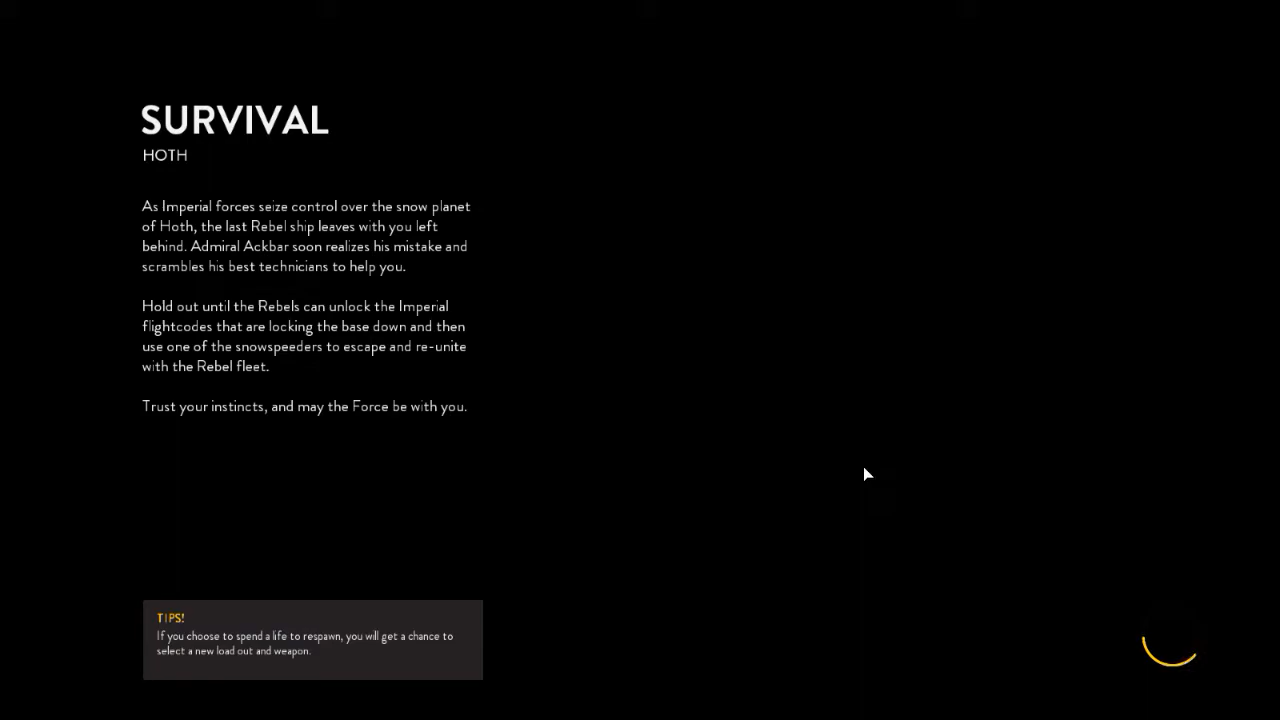 SURVIVAL
HOTH
As Imperial forces seize control over the snow planet
of Hoth, the last Rebel ship leaves with you left
behind. Admiral Ackbar soon realizes his mistake and
scrambles his best technicians to help you.
Hold out until the Rebels can unlock the Imperial
flightcodes that are locking the base down and then
use one of the snowspeeders to escape and re-unite
with the Rebel fleet.
Trust your instincts, and may the Force be with you.
TIPS!
If you choose to spend a life to respawn, you will get a chance to
select a new load out and weapon.